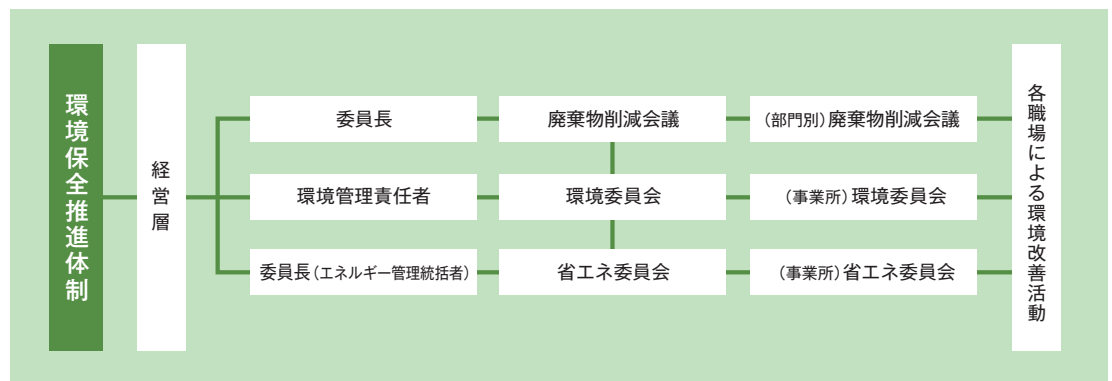 環境保全推進体制
経営層
委員長
廃棄物削減会議
（部門別）廃棄物削減会議
環境管理責任者
環境委員会
（事業所）環境委員会
委員長（エネルギー管理統括者）
省エネ委員会
（事業所）省エネ委員会
各職場による環境改善活動